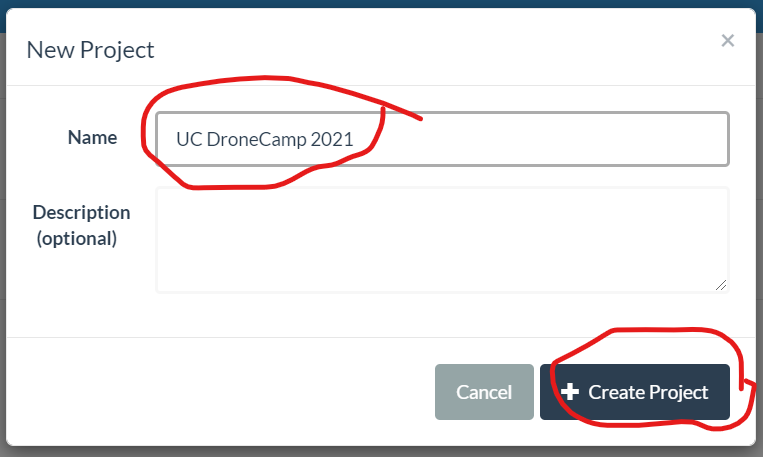 New Project
×
Name
UC DroneCamp 2021
Description
(optional)
Cancel
+ Create Project